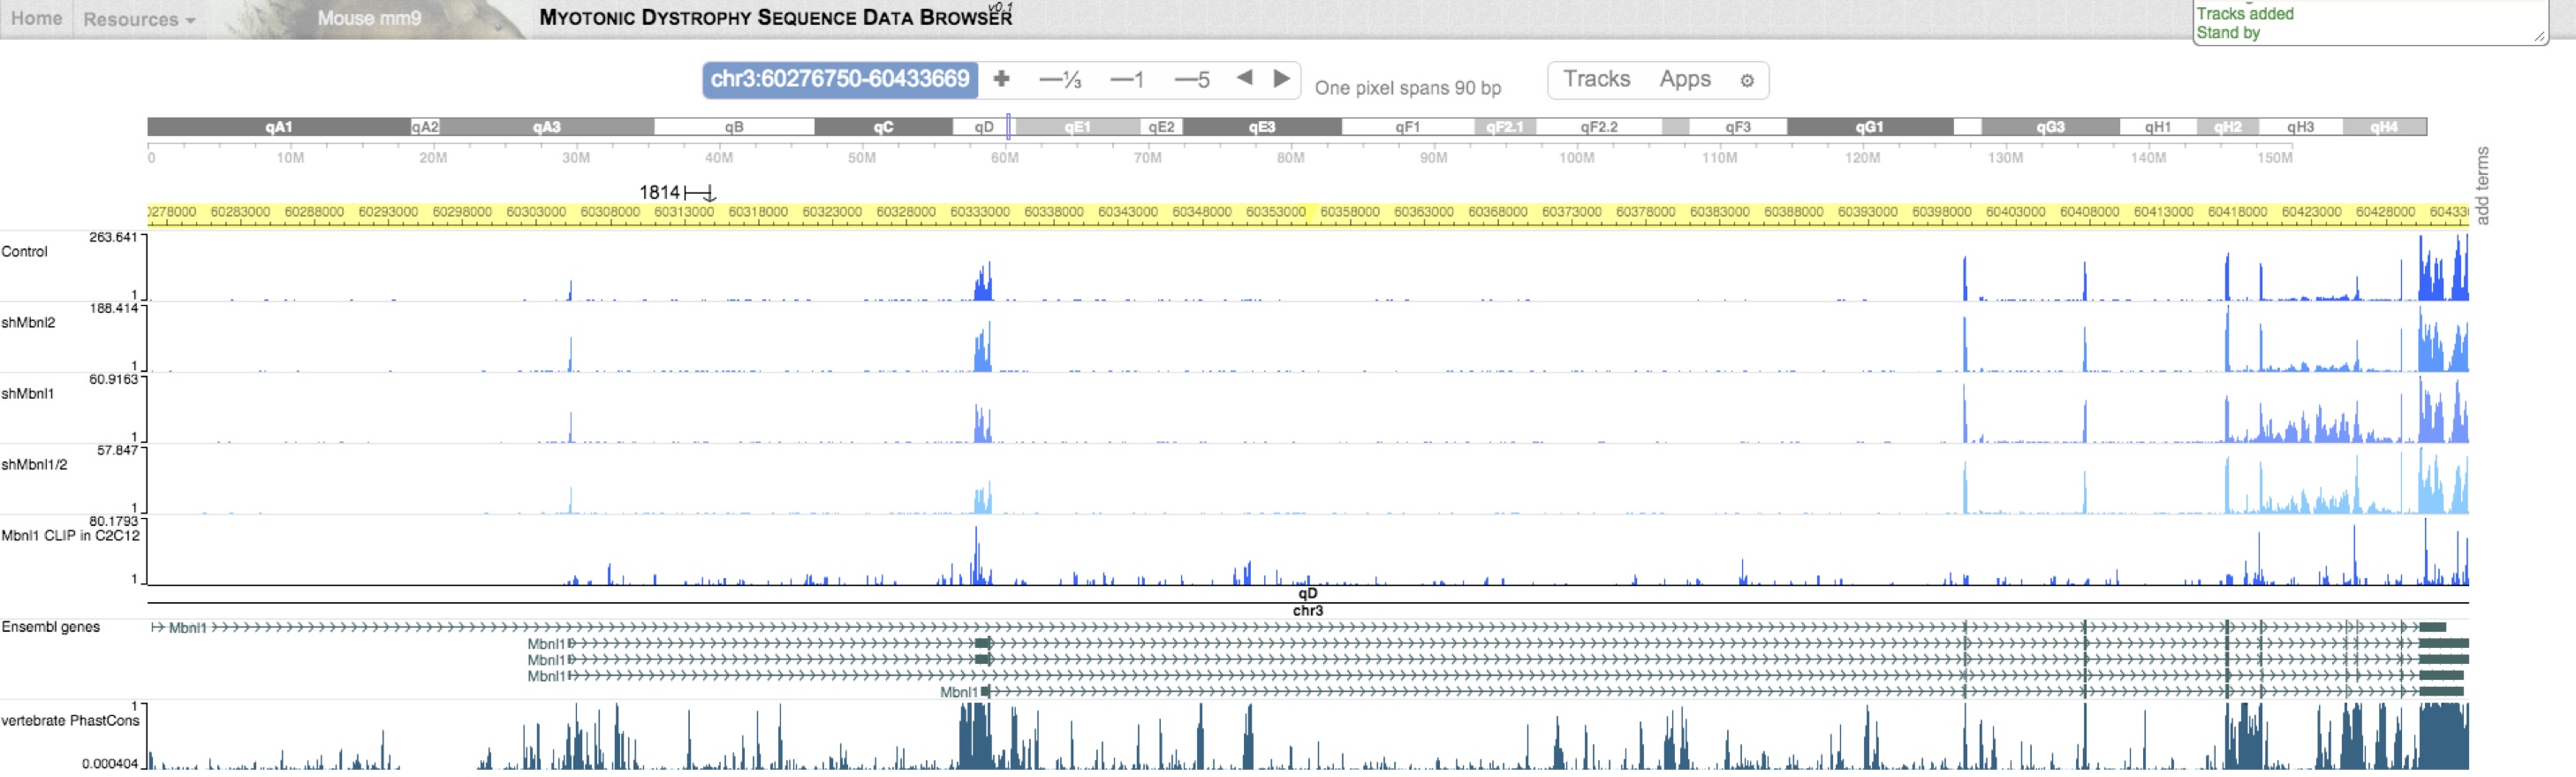 Home Resources Mouse mm9 MYOTONIC DYSTROPHY SEQUENCE DATA BROWSER v0.1
Tracks added
Stand by
chr3:60276750-60433669 + —⅓ —1 —5 One pixel spans 90 bp Tracks Apps
qA1 qA2 qA3 qB qC qD qE1 qE2 qE3 qF1 qF2.1 qF2.2 qF3 qG1 qG3 qH1 qH2 qH3 qH4
0 10M 20M 30M 40M 50M 60M 70M 80M 90M 100M 110M 120M 130M 140M 150M
add terms
1814
0278000 60283000 60288000 60293000 60298000 60303000 60308000 60313000 60318000 60323000 60328000 60333000 60338000 60343000 60348000 60353000 60358000 60363000 60368000 60373000 60378000 60383000 60388000 60393000 60398000 60403000 60408000 60413000 60418000 60423000 60428000 60433
263.641
Control
1
188.414
shMbnl2
1
60.9163
shMbnl1
1
57.847
shMbnl1/2
1
80.1793
Mbnl1 CLIP in C2C12
1
qD
chr3
Ensembl genes Mbnl1
Mbnl1
Mbnl1
Mbnl1
Mbnl1
1
vertebrate PhastCons
0.000404